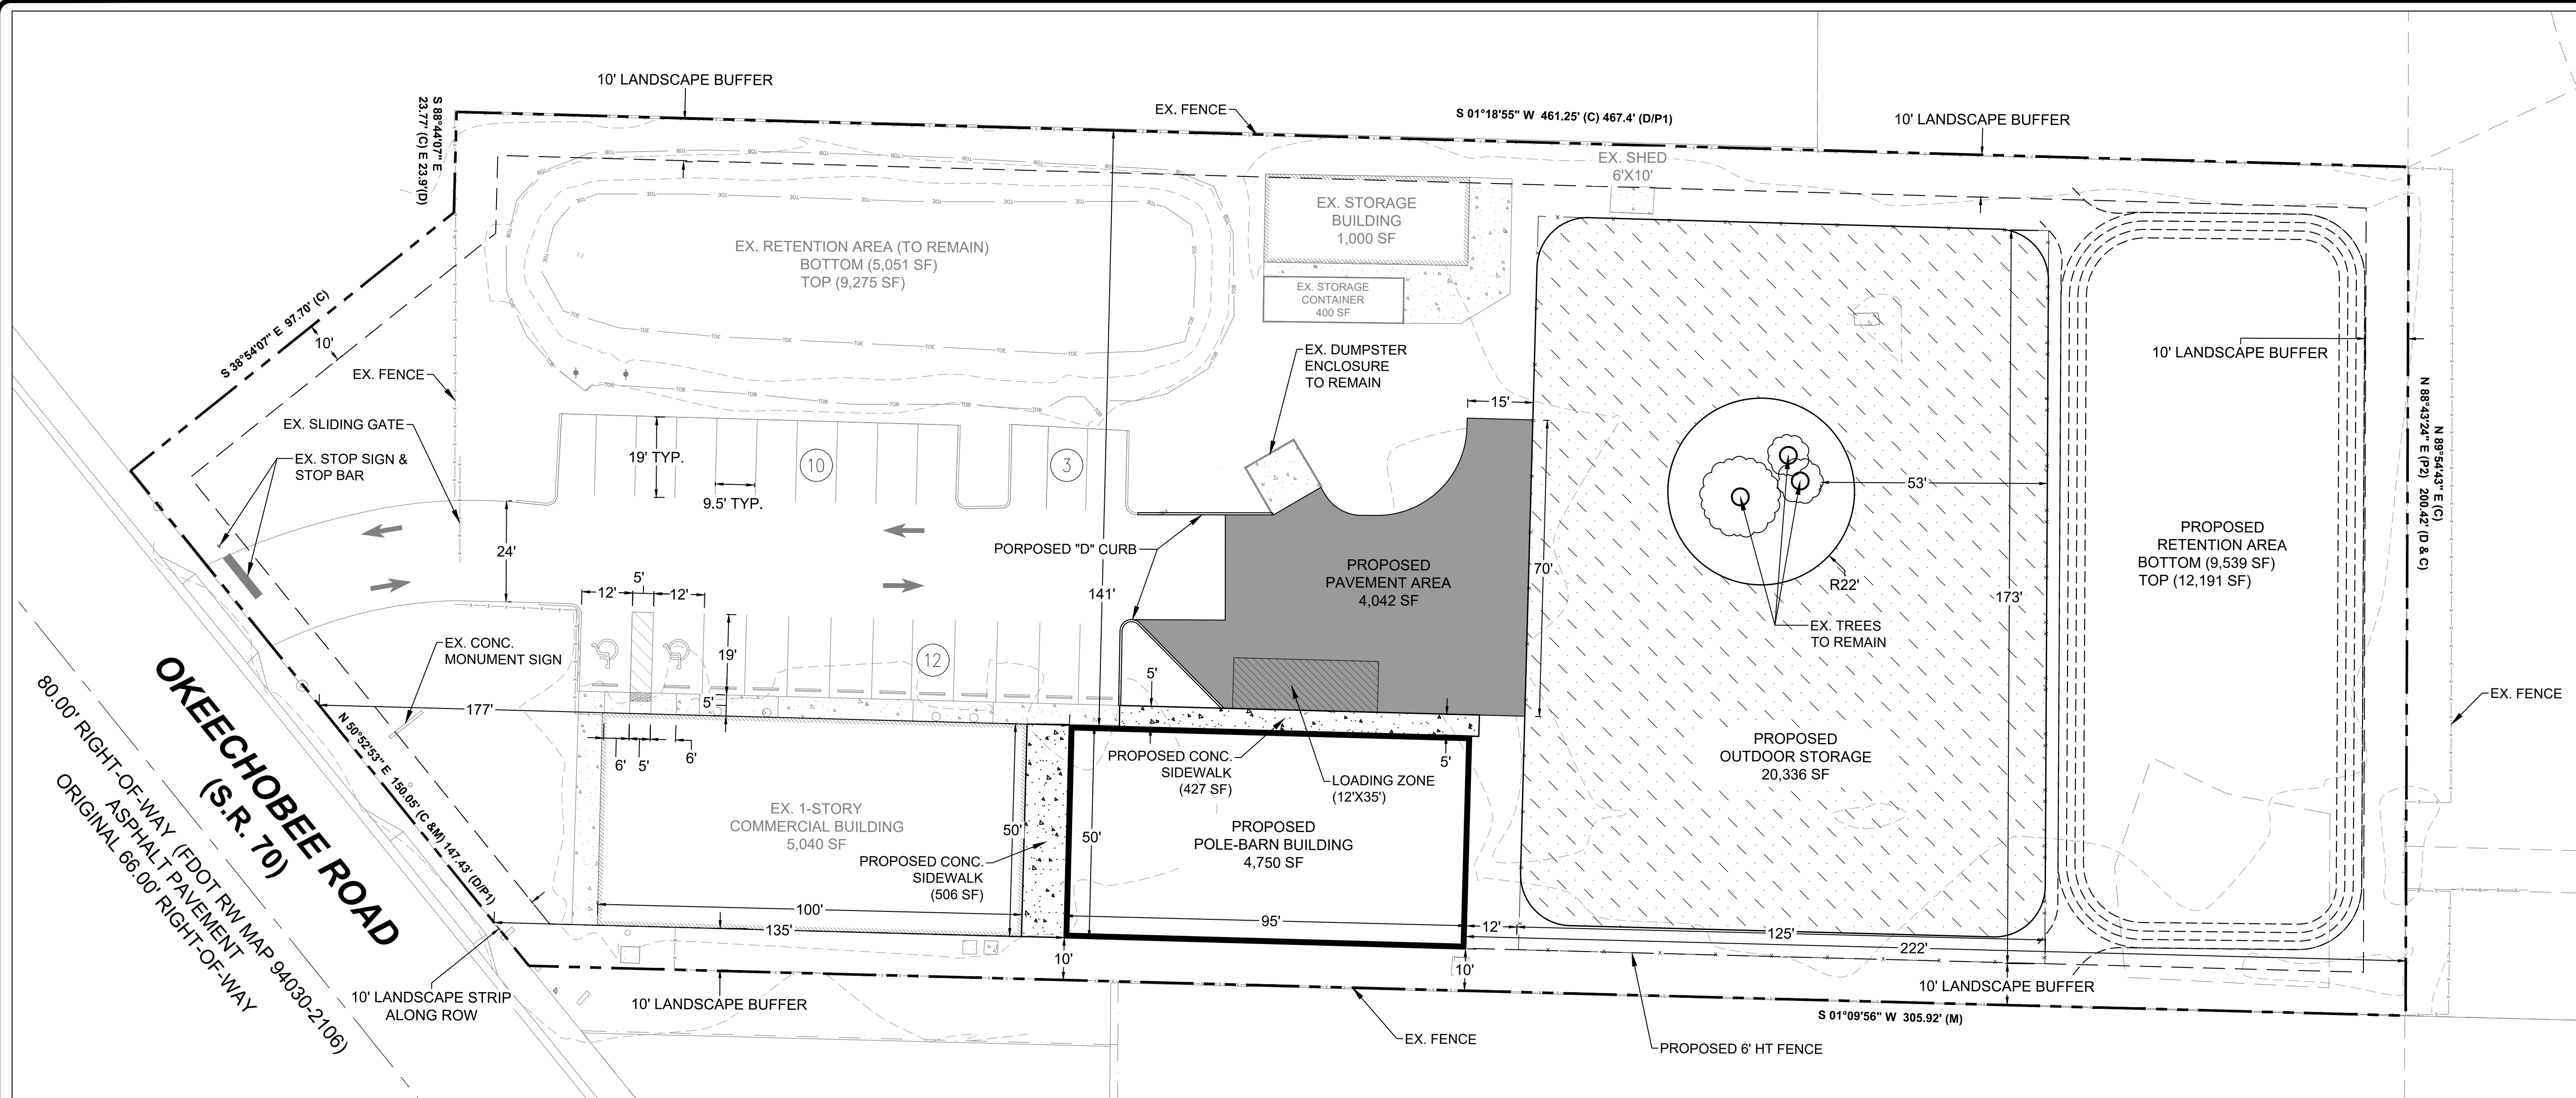 10' LANDSCAPE BUFFER
EX. FENCE
S 01°18'55" W  461.25' (C) 467.4' (D/P1)
10' LANDSCAPE BUFFER
S 88°44'07" E
23.77' (C) E 23.9'(D)
EX. SHED
6'X10'
EX. STORAGE
BUILDING
1,000 SF
EX. RETENTION AREA (TO REMAIN)
BOTTOM (5,051 SF)
TOP (9,275 SF)
EX. STORAGE
CONTAINER
400 SF
S 38°54'07" E  97.70' (C)
10'
EX. FENCE
EX. DUMPSTER
ENCLOSURE
TO REMAIN
10' LANDSCAPE BUFFER
15'
EX. SLIDING GATE
EX. STOP SIGN &
STOP BAR
19' TYP.
10
3
9.5' TYP.
53'
N 89°54'43" E (C)
N 88°43'24" E (P2)  200.42' (D & C)
24'
PORPOSED "D" CURB
PROPOSED
PAVEMENT AREA
4,042 SF
70'
R22'
173'
PROPOSED
RETENTION AREA
BOTTOM (9,539 SF)
TOP (12,191 SF)
141'
5'
12'
12'
EX. TREES
TO REMAIN
EX. CONC.
MONUMENT SIGN
19'
12
5'
5'
177'
6'
5'
6'
EX. FENCE
PROPOSED CONC.
SIDEWALK
(427 SF)
5'
LOADING ZONE
(12'X35')
PROPOSED
OUTDOOR STORAGE
20,336 SF
EX. 1-STORY
COMMERCIAL BUILDING
5,040 SF
50'
50'
PROPOSED
POLE-BARN BUILDING
4,750 SF
PROPOSED CONC.
SIDEWALK
(506 SF)
100'
135'
95'
12'
125'
222'
10'
10'
OKEECHOBEE ROAD
(S.R. 70)
N 50°52'53" E  150.05' (C &M) 147.43' (D/P1)
80.00' RIGHT-OF-WAY  (FDOT RW MAP 94030-2106)
ASPHALT PAVEMENT
ORIGINAL 66.00' RIGHT-OF-WAY
10' LANDSCAPE STRIP
ALONG ROW
10' LANDSCAPE BUFFER
10' LANDSCAPE BUFFER
S 01°09'56" W  305.92' (M)
EX. FENCE
PROPOSED 6' HT FENCE